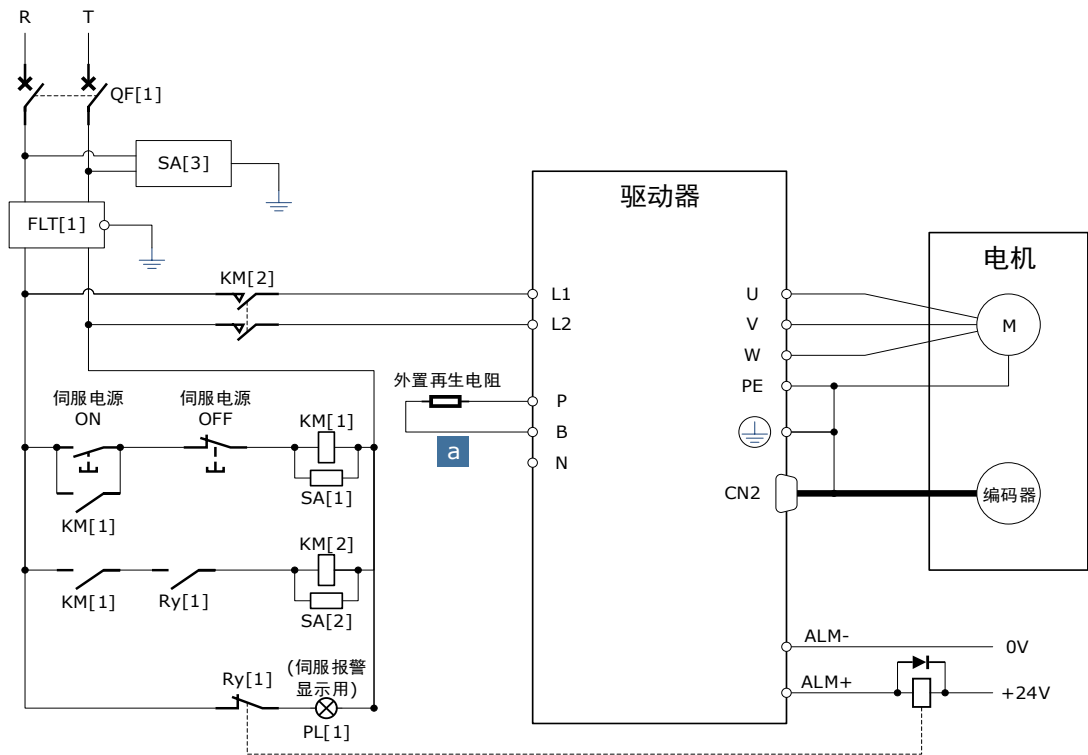 R
T
QF[1]
SA[3]
FLT[1]
KM[2]
驱动器
电机
L1
L2
U
V
W
PE
M
外置再生电阻
P
B
N
a
CN2
编码器
伺服电源
ON
伺服电源
OFF
KM[1]
SA[1]
KM[1]
KM[2]
KM[1]
Ry[1]
SA[2]
Ry[1]
(伺服报警
显示用)
PL[1]
ALM-
0V
ALM+
+24V